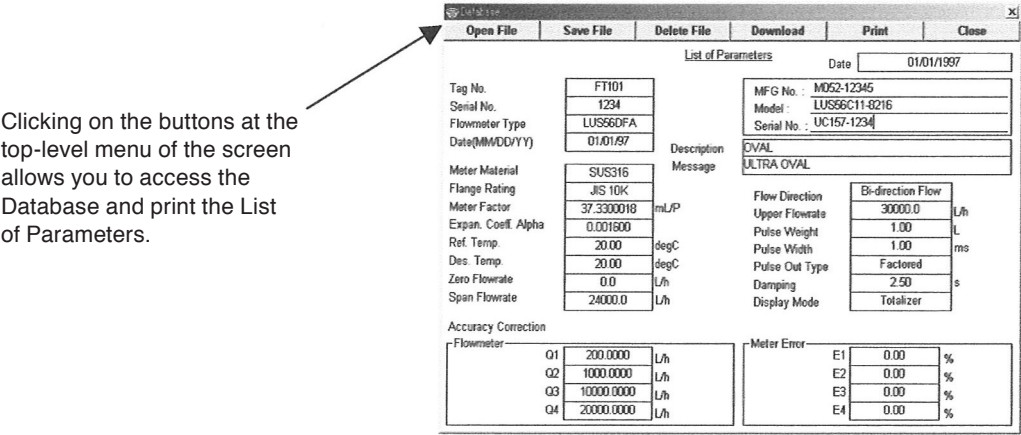 Database
Open File Save File Delete File Download Print Close
List of Parameters
Date 01/01/1997
Clicking on the buttons at the
top-level menu of the screen
allows you to access the
Database and print the List
of Parameters.
Tag No. FT101
Serial No. 1234
Flowmeter Type LUS56DFA
Date(MM/DD/YY) 01/01/97
MFG No. : MD52-12345
Model : LUS56C11-8216
Serial No. : UC157-1234
Description OVAL
Message ULTRA OVAL
Meter Material SUS316
Flange Rating JIS 10K
Meter Factor 37.3300018 mL/P
Expan. Coeff. Alpha 0.001600
Ref. Temp. 20.00 degC
Des. Temp. 20.00 degC
Zero Flowrate 0.0 L/h
Span Flowrate 24000.0 L/h
Flow Direction Bi-direction Flow
Upper Flowrate 30000.0 L/h
Pulse Weight 1.00 L
Pulse Width 1.00 ms
Pulse Out Type Factored
Damping 2.50 s
Display Mode Totalizer
Accuracy Correction
Flowmeter
Q1 200.0000 L/h
Q2 1000.0000 L/h
Q3 10000.0000 L/h
Q4 20000.0000 L/h
Meter Error
E1 0.00 %
E2 0.00 %
E3 0.00 %
E4 0.00 %